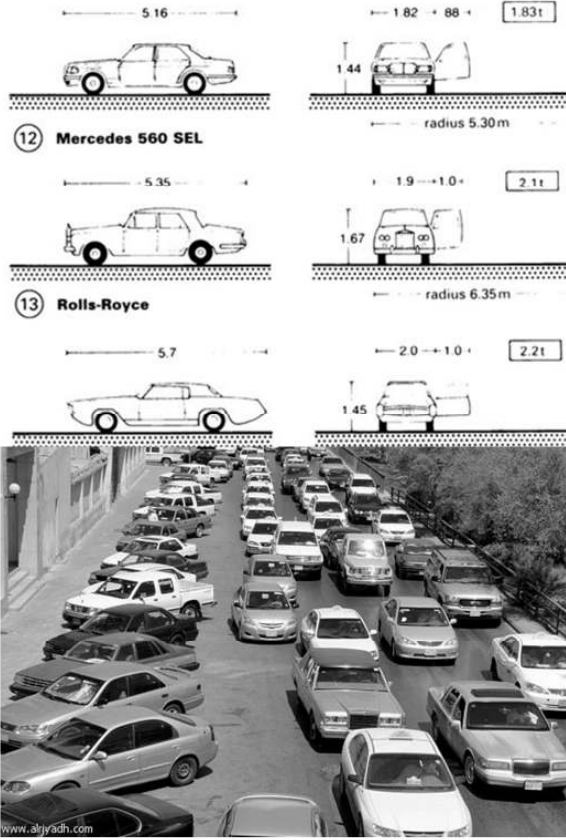 5.16
1.82 88
1.83t
1.44
radius 5.30m
12 Mercedes 560 SEL
5.35
1.9 1.0
2.1t
1.67
radius 6.35m
13 Rolls-Royce
5.7
2.0 1.0
2.2t
1.45
www.alriyadh.com